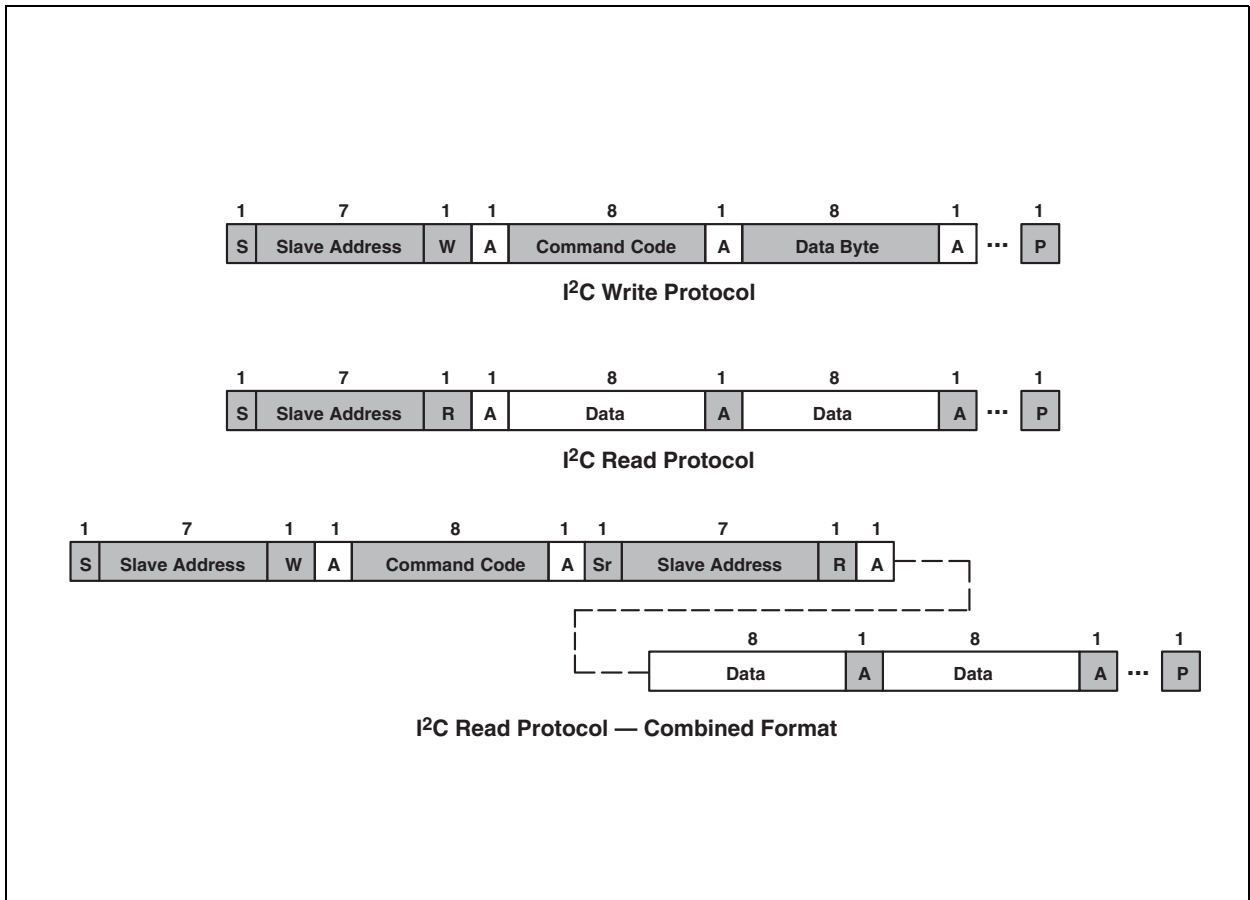 1 7 1 1 8 1 8 1 1
S Slave Address W A Command Code A Data Byte A ... P
I²C Write Protocol
1 7 1 1 8 1 8 1 1
S Slave Address R A Data A Data A ... P
I²C Read Protocol
1 7 1 1 8 1 1 7 1 1
S Slave Address W A Command Code A Sr Slave Address R A
8 1 8 1 1
Data A Data A ... P
I²C Read Protocol — Combined Format